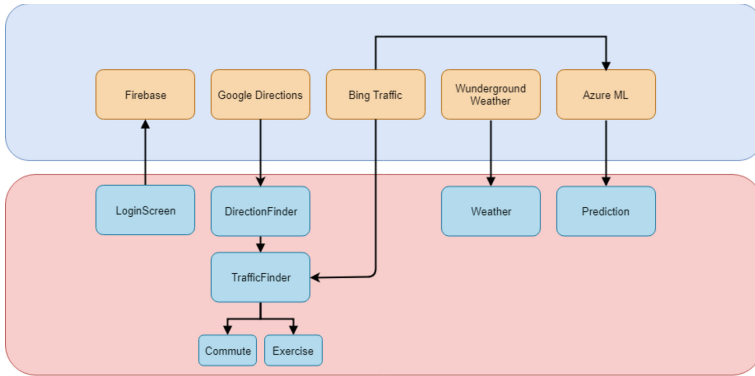 Firebase
Google Directions
Bing Traffic
Wunderground
Weather
Azure ML
LoginScreen
DirectionFinder
Weather
Prediction
TrafficFinder
Commute
Exercise